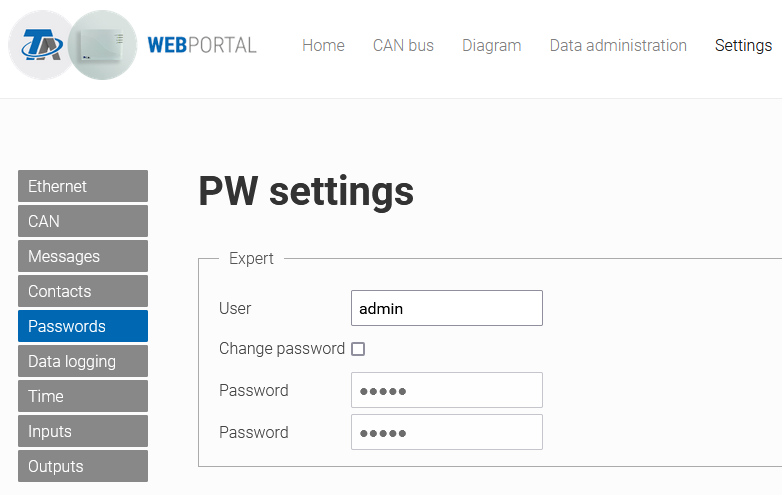 TA WEBPORTAL Home CAN bus Diagram Data administration Settings
Ethernet
CAN
Messages
Contacts
Passwords
Data logging
Time
Inputs
Outputs
PW settings
Expert
User admin
Change password
Password •••••
Password •••••